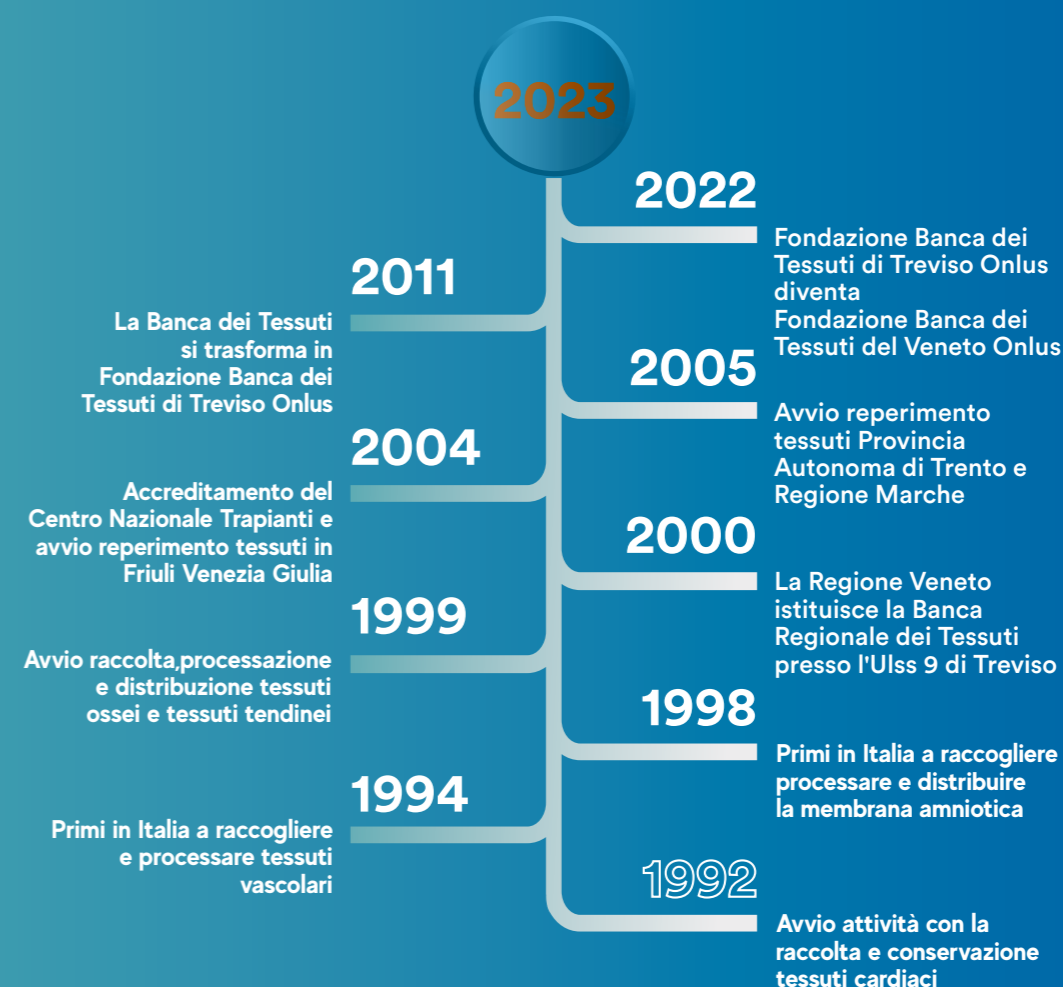 2023
2022
Fondazione Banca dei
Tessuti di Treviso Onlus
diventa
Fondazione Banca dei
Tessuti del Veneto Onlus
2011
La Banca dei Tessuti
si trasforma in
Fondazione Banca dei
Tessuti di Treviso Onlus
2005
Avvio reperimento
tessuti Provincia
Autonoma di Trento e
Regione Marche
2004
Accreditamento del
Centro Nazionale Trapianti e
avvio reperimento tessuti in
Friuli Venezia Giulia
2000
La Regione Veneto
istituisce la Banca
Regionale dei Tessuti
presso l'Ulss 9 di Treviso
1999
Avvio raccolta,processazione
e distribuzione tessuti
ossei e tessuti tendinei
1998
Primi in Italia a raccogliere
processare e distribuire
la membrana amniotica
1994
Primi in Italia a raccogliere
e processare tessuti
vascolari
1992
Avvio attività con la
raccolta e conservazione
tessuti cardiaci